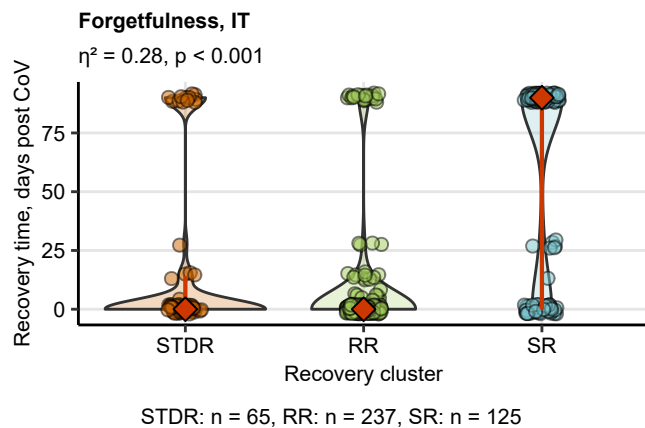 Forgetfulness, IT
η² = 0.28, p < 0.001
Recovery time, days post CoV
75
50
25
0
STDR
RR
SR
Recovery cluster
STDR: n = 65, RR: n = 237, SR: n = 125